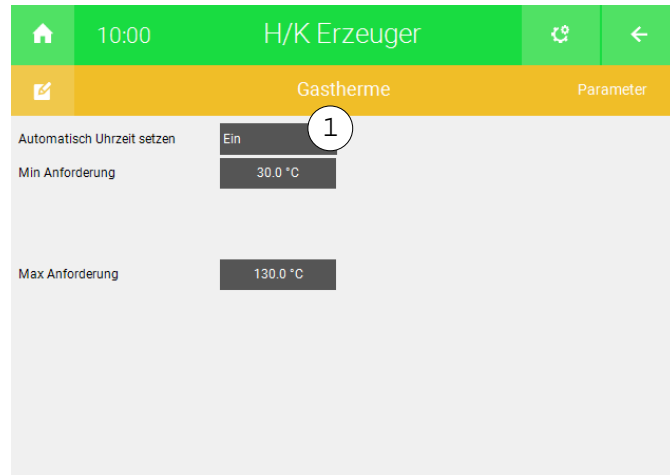 10:00 H/K Erzeuger
Gastherme Parameter
Automatisch Uhrzeit setzen Ein 1
Min Anforderung 30.0 °C
Max Anforderung 130.0 °C